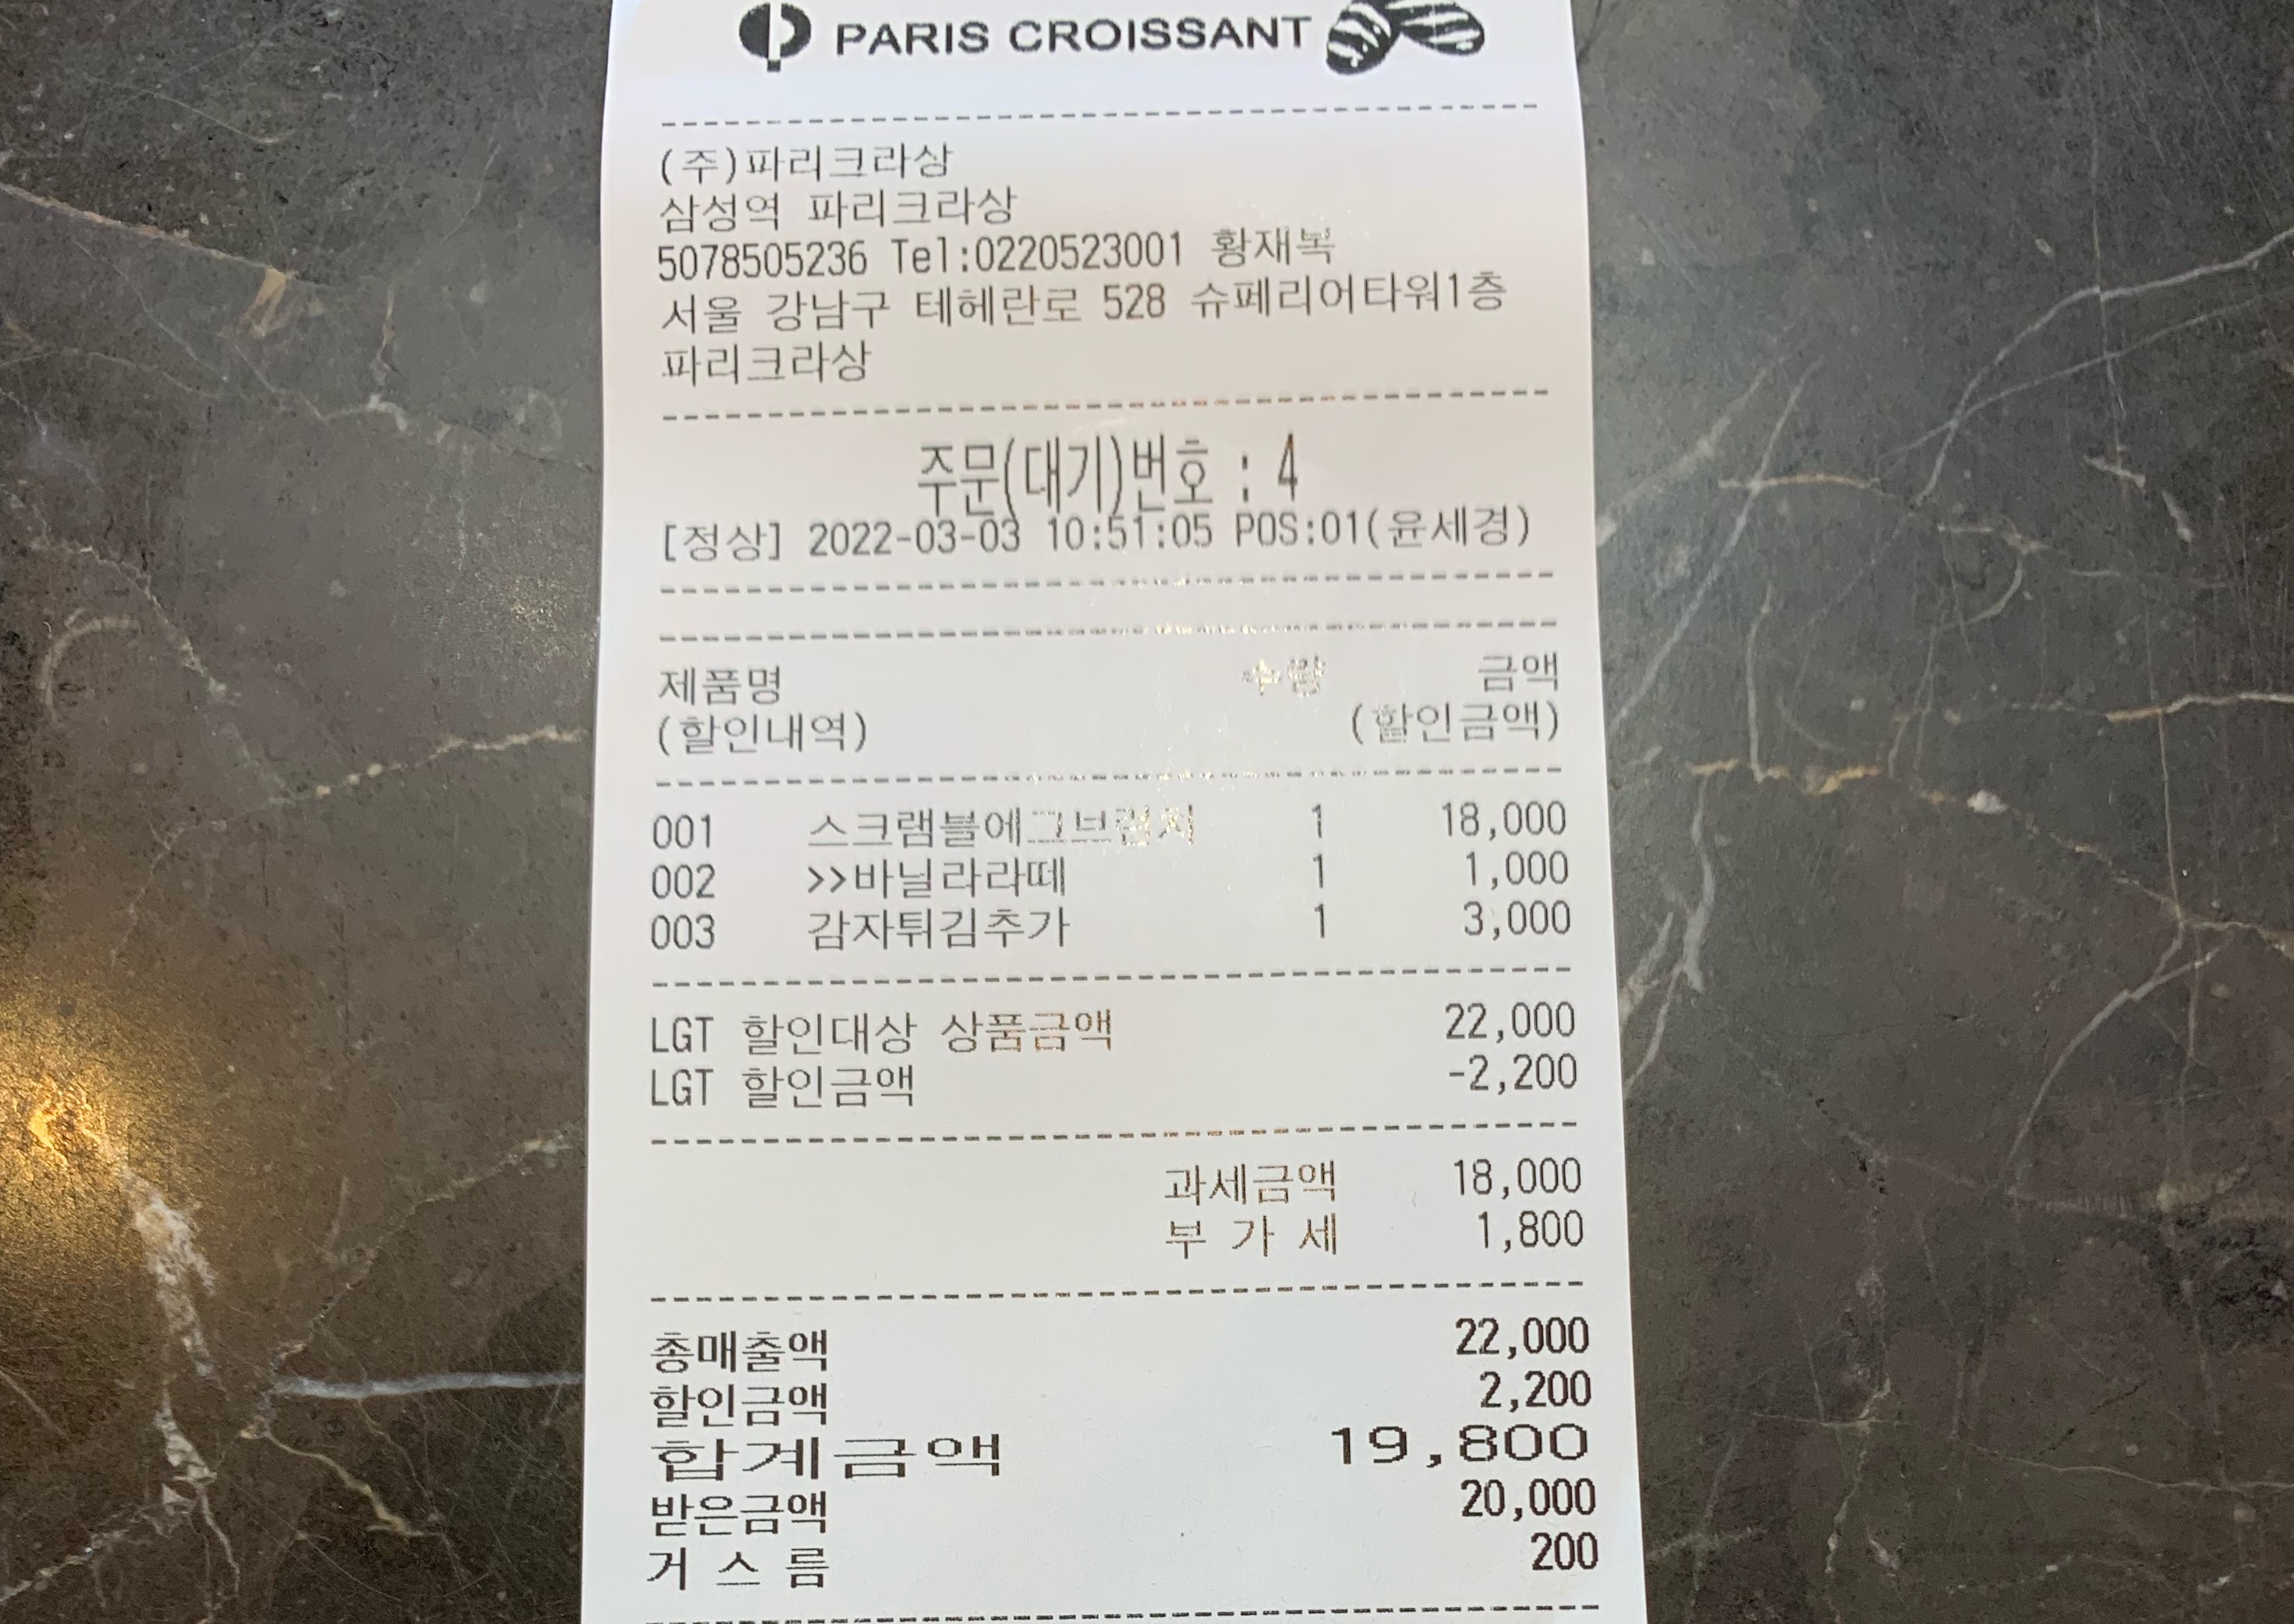 PARIS CROISSANT
(주)파리크라상
삼성역 파리크라상
5078505236 Tel:0220523001 황재복
서울 강남구 테헤란로 528 슈페리어타워1층
파리크라상
주문(대기)번호 : 4
[정상] 2022-03-03 10:51:05 POS:01(윤세경)
제품명 수량 금액
(할인내역) (할인금액)
001 스크램블에그브런치 1 18,000
002 >>바닐라라떼 1 1,000
003 감자튀김추가 1 3,000
LGT 할인대상 상품금액 22,000
LGT 할인금액 -2,200
과세금액 18,000
부 가 세 1,800
총매출액 22,000
할인금액 2,200
합계금액 19,800
받은금액 20,000
거 스 름 200